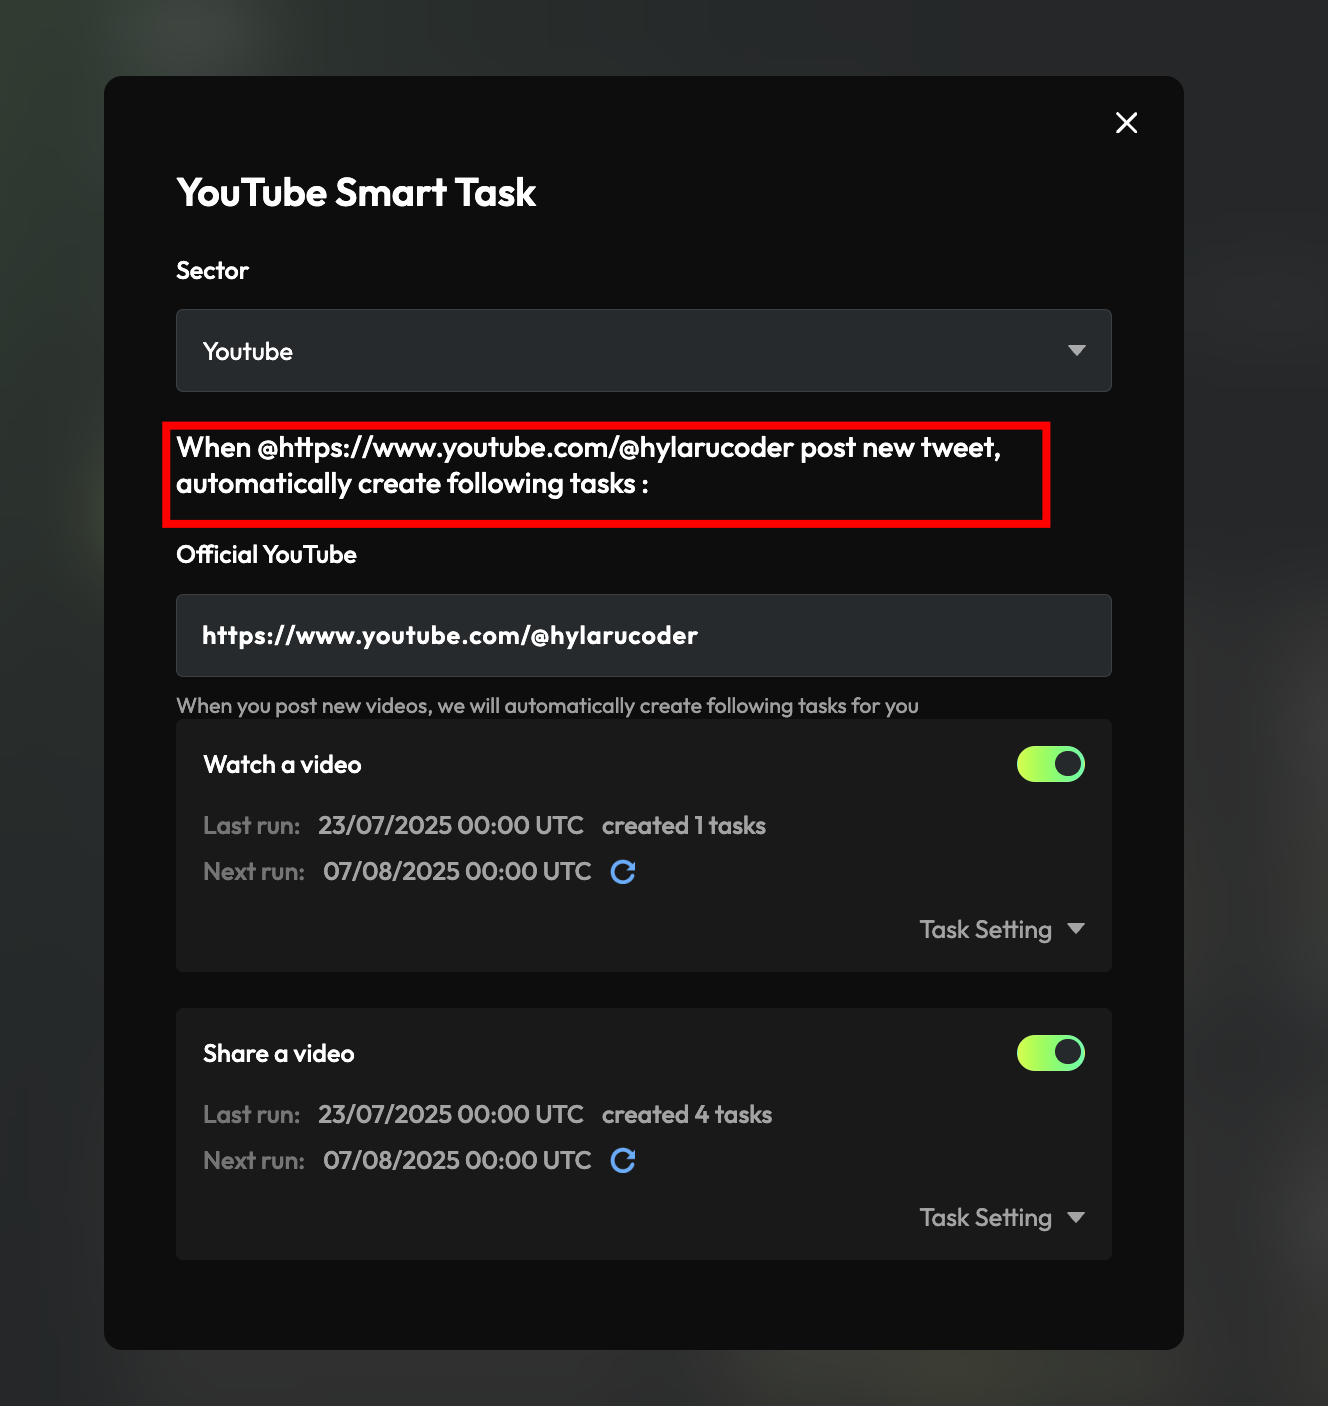 YouTube Smart Task
Sector
Youtube
When @https://www.youtube.com/@hylarucoder post new tweet,
automatically create following tasks :
Official YouTube
https://www.youtube.com/@hylarucoder
When you post new videos, we will automatically create following tasks for you
Watch a video
Last run: 23/07/2025 00:00 UTC created 1 tasks
Next run: 07/08/2025 00:00 UTC
Task Setting
Share a video
Last run: 23/07/2025 00:00 UTC created 4 tasks
Next run: 07/08/2025 00:00 UTC
Task Setting